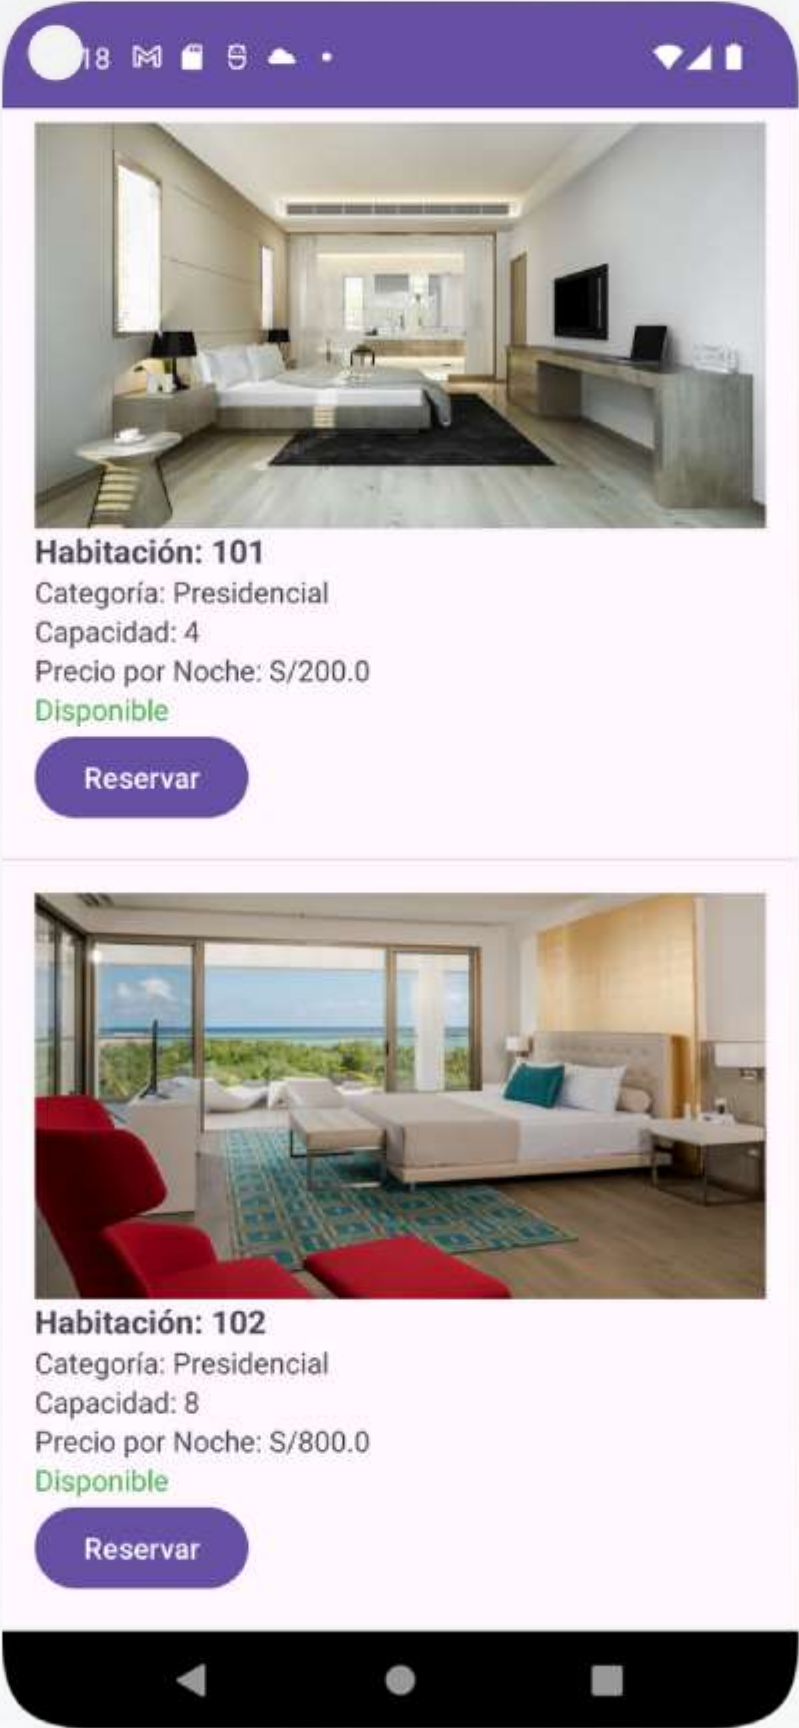 18
Habitación: 101
Categoría: Presidencial
Capacidad: 4
Precio por Noche: S/200.0
Disponible
Reservar
Habitación: 102
Categoría: Presidencial
Capacidad: 8
Precio por Noche: S/800.0
Disponible
Reservar